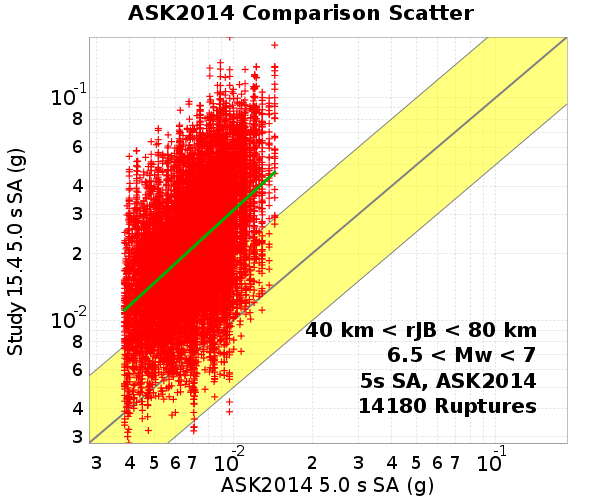 ASK2014 Comparison Scatter
Study 15.4 5.0 s SA (g)
10-1
8
6
4
3
2
10-2
8
6
4
3
40 km < rJB < 80 km
6.5 < Mw < 7
5s SA, ASK2014
14180 Ruptures
3 4 5 6 7 10-2 2 3 4 5 6 7 10-1
ASK2014 5.0 s SA (g)